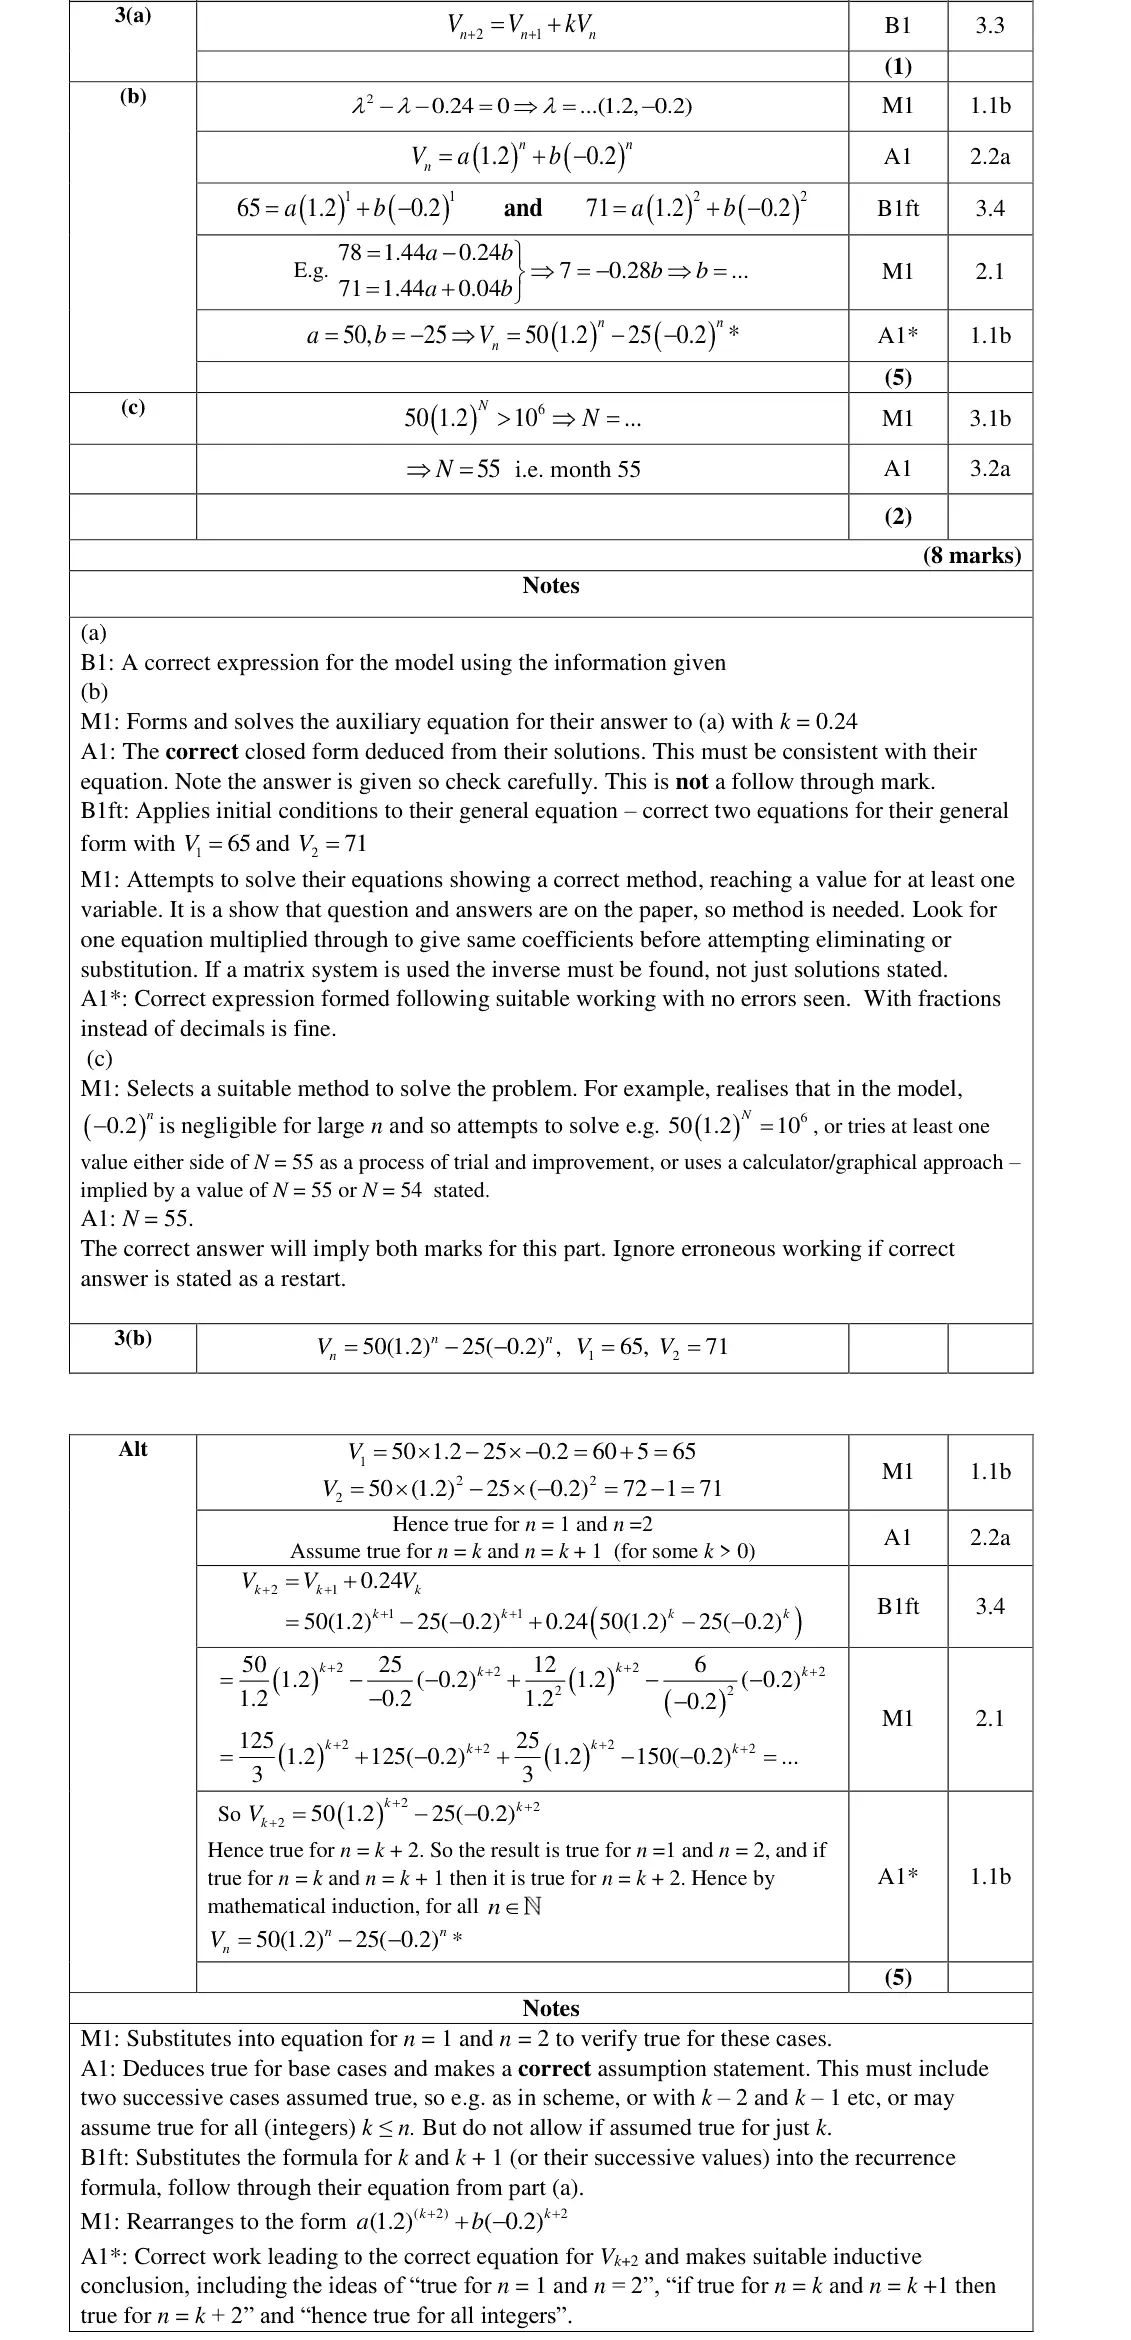 3(a) Vₙ₊₂ = Vₙ₊₁ + kVₙ B1 3.3
(1)
(b) λ² − λ − 0.24 = 0 ⇒ λ = ...(1.2, −0.2) M1 1.1b
Vₙ = a(1.2)ⁿ + b(−0.2)ⁿ A1 2.2a
65 = a(1.2)¹ + b(−0.2)¹ and 71 = a(1.2)² + b(−0.2)² B1ft 3.4
E.g. 78 = 1.44a − 0.24b
71 = 1.44a + 0.04b } ⇒ 7 = −0.28b ⇒ b = ... M1 2.1
a = 50, b = −25 ⇒ Vₙ = 50(1.2)ⁿ − 25(−0.2)ⁿ * A1* 1.1b
(5)
(c) 50(1.2)ᴺ > 10⁶ ⇒ N = ... M1 3.1b
⇒ N = 55 i.e. month 55 A1 3.2a
(2)
(8 marks)
Notes
(a)
B1: A correct expression for the model using the information given
(b)
M1: Forms and solves the auxiliary equation for their answer to (a) with k = 0.24
A1: The correct closed form deduced from their solutions. This must be consistent with their
equation. Note the answer is given so check carefully. This is not a follow through mark.
B1ft: Applies initial conditions to their general equation – correct two equations for their general
form with V₁ = 65 and V₂ = 71
M1: Attempts to solve their equations showing a correct method, reaching a value for at least one
variable. It is a show that question and answers are on the paper, so method is needed. Look for
one equation multiplied through to give same coefficients before attempting eliminating or
substitution. If a matrix system is used the inverse must be found, not just solutions stated.
A1*: Correct expression formed following suitable working with no errors seen. With fractions
instead of decimals is fine.
(c)
M1: Selects a suitable method to solve the problem. For example, realises that in the model,
(−0.2)ⁿ is negligible for large n and so attempts to solve e.g. 50(1.2)ᴺ = 10⁶ , or tries at least one
value either side of N = 55 as a process of trial and improvement, or uses a calculator/graphical approach –
implied by a value of N = 55 or N = 54 stated.
A1: N = 55.
The correct answer will imply both marks for this part. Ignore erroneous working if correct
answer is stated as a restart.
3(b) Vₙ = 50(1.2)ⁿ − 25(−0.2)ⁿ, V₁ = 65, V₂ = 71
Alt V₁ = 50×1.2 − 25×−0.2 = 60 + 5 = 65
V₂ = 50×(1.2)² − 25×(−0.2)² = 72 − 1 = 71 M1 1.1b
Hence true for n = 1 and n =2
Assume true for n = k and n = k + 1 (for some k > 0) A1 2.2a
Vₖ₊₂ = Vₖ₊₁ + 0.24Vₖ
= 50(1.2)ᵏ⁺¹ − 25(−0.2)ᵏ⁺¹ + 0.24(50(1.2)ᵏ − 25(−0.2)ᵏ) B1ft 3.4
= 50/1.2 (1.2)ᵏ⁺² − 25/−0.2 (−0.2)ᵏ⁺² + 12/1.2² (1.2)ᵏ⁺² − 6/(−0.2)² (−0.2)ᵏ⁺²
= 125/3 (1.2)ᵏ⁺² + 125(−0.2)ᵏ⁺² + 25/3 (1.2)ᵏ⁺² − 150(−0.2)ᵏ⁺² = ... M1 2.1
So Vₖ₊₂ = 50(1.2)ᵏ⁺² − 25(−0.2)ᵏ⁺²
Hence true for n = k + 2. So the result is true for n =1 and n = 2, and if
true for n = k and n = k + 1 then it is true for n = k + 2. Hence by
mathematical induction, for all n ∈ ℕ
Vₙ = 50(1.2)ⁿ − 25(−0.2)ⁿ * A1* 1.1b
(5)
Notes
M1: Substitutes into equation for n = 1 and n = 2 to verify true for these cases.
A1: Deduces true for base cases and makes a correct assumption statement. This must include
two successive cases assumed true, so e.g. as in scheme, or with k – 2 and k – 1 etc, or may
assume true for all (integers) k ≤ n. But do not allow if assumed true for just k.
B1ft: Substitutes the formula for k and k + 1 (or their successive values) into the recurrence
formula, follow through their equation from part (a).
M1: Rearranges to the form a(1.2)⁽ᵏ⁺²⁾ + b(−0.2)ᵏ⁺²
A1*: Correct work leading to the correct equation for Vₖ₊₂ and makes suitable inductive
conclusion, including the ideas of “true for n = 1 and n = 2”, “if true for n = k and n = k +1 then
true for n = k + 2” and “hence true for all integers”.